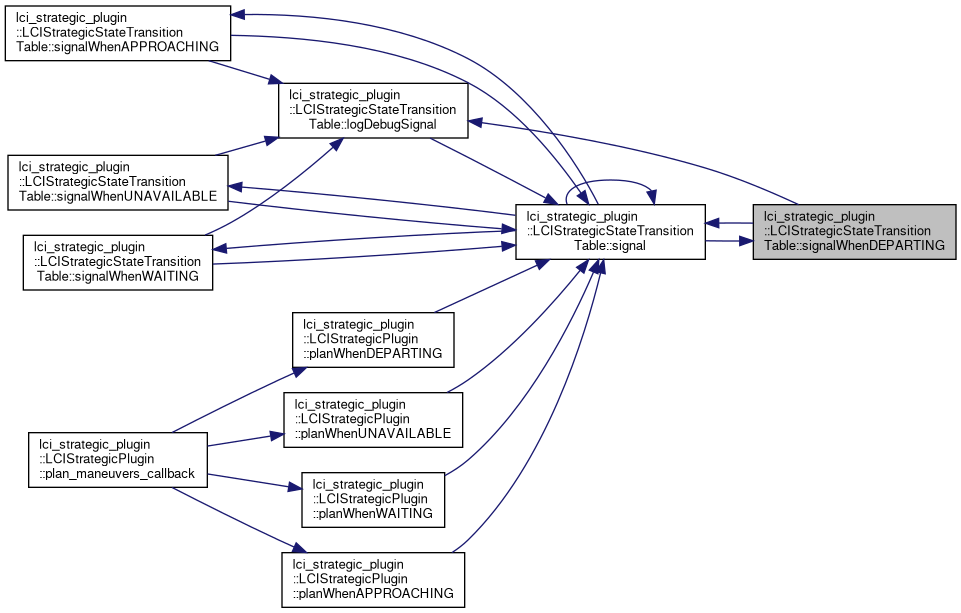 lci_strategic_plugin
::LCIStrategicStateTransition
Table::signalWhenAPPROACHING
lci_strategic_plugin
::LCIStrategicStateTransition
Table::logDebugSignal
lci_strategic_plugin
::LCIStrategicStateTransition
Table::signalWhenUNAVAILABLE
lci_strategic_plugin
::LCIStrategicStateTransition
Table::signalWhenWAITING
lci_strategic_plugin
::LCIStrategicStateTransition
Table::signal
lci_strategic_plugin
::LCIStrategicStateTransition
Table::signalWhenDEPARTING
lci_strategic_plugin
::LCIStrategicPlugin
::planWhenDEPARTING
lci_strategic_plugin
::LCIStrategicPlugin
::planWhenUNAVAILABLE
lci_strategic_plugin
::LCIStrategicPlugin
::plan_maneuvers_callback
lci_strategic_plugin
::LCIStrategicPlugin
::planWhenWAITING
lci_strategic_plugin
::LCIStrategicPlugin
::planWhenAPPROACHING